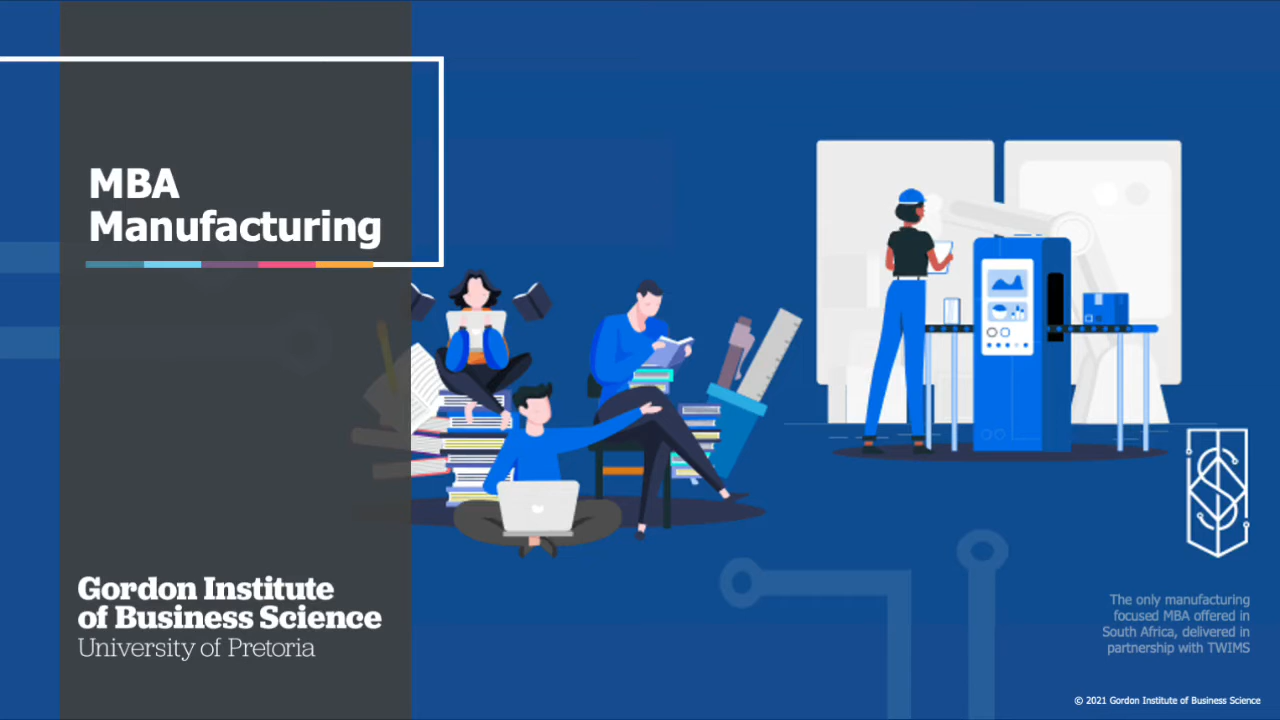 MBA
Manufacturing
Gordon Institute
of Business Science
University of Pretoria
The only manufacturing
focused MBA offered in
South Africa, delivered in
partnership with TWIMS
© 2021 Gordon Institute of Business Science